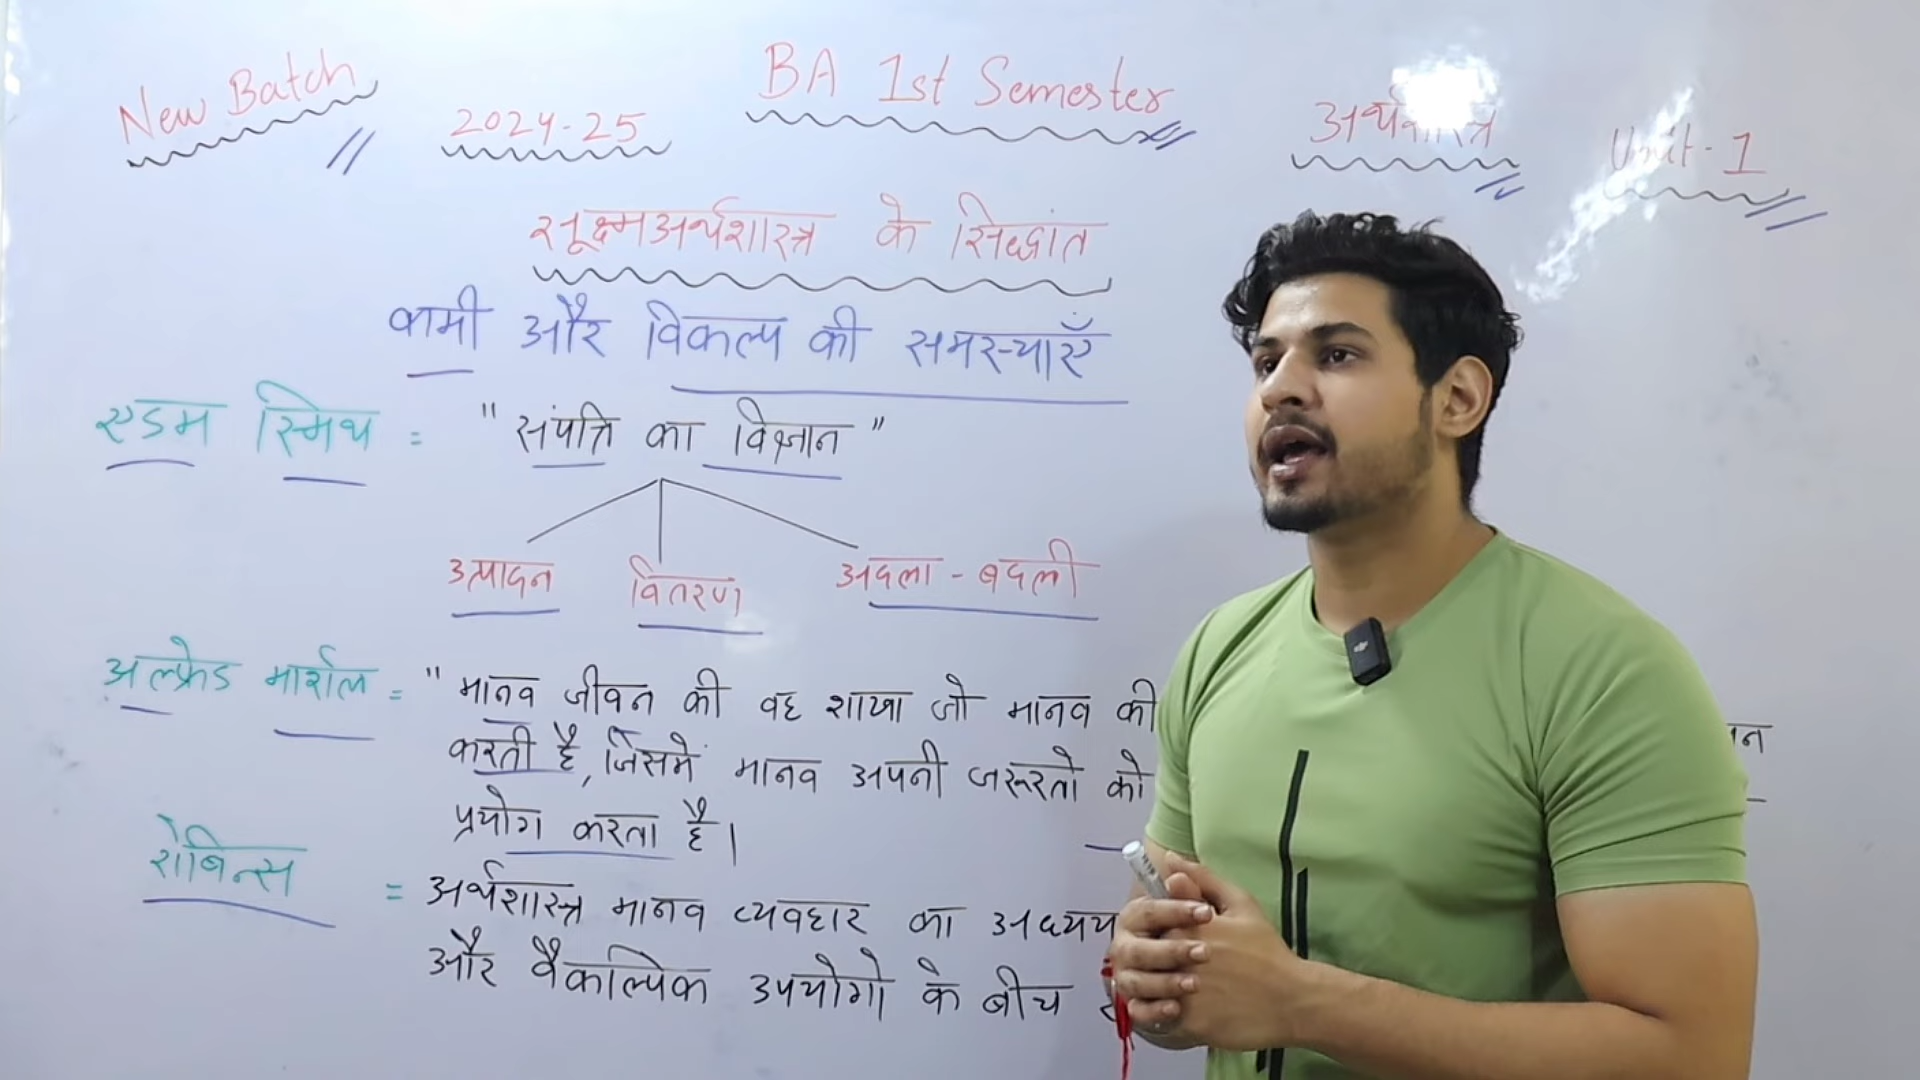 New Batch 2024-25 BA 1st Semester अर्थशास्त्र Unit-1
सूक्ष्मअर्थशास्त्र के सिद्धांत
कमी और विकल्प की समस्याएँ
एडम स्मिथ = "संपत्ति का विज्ञान"
उत्पादन वितरण अदला-बदली
अल्फ्रेड मार्शल = "मानव जीवन की वह शाखा जो मानव की
करती है, जिसमें मानव अपनी जरूरतो को
प्रयोग करता है।
रोबिन्स = अर्थशास्त्र मानव व्यवहार का
और वैकल्पिक उपयोगो के बीच